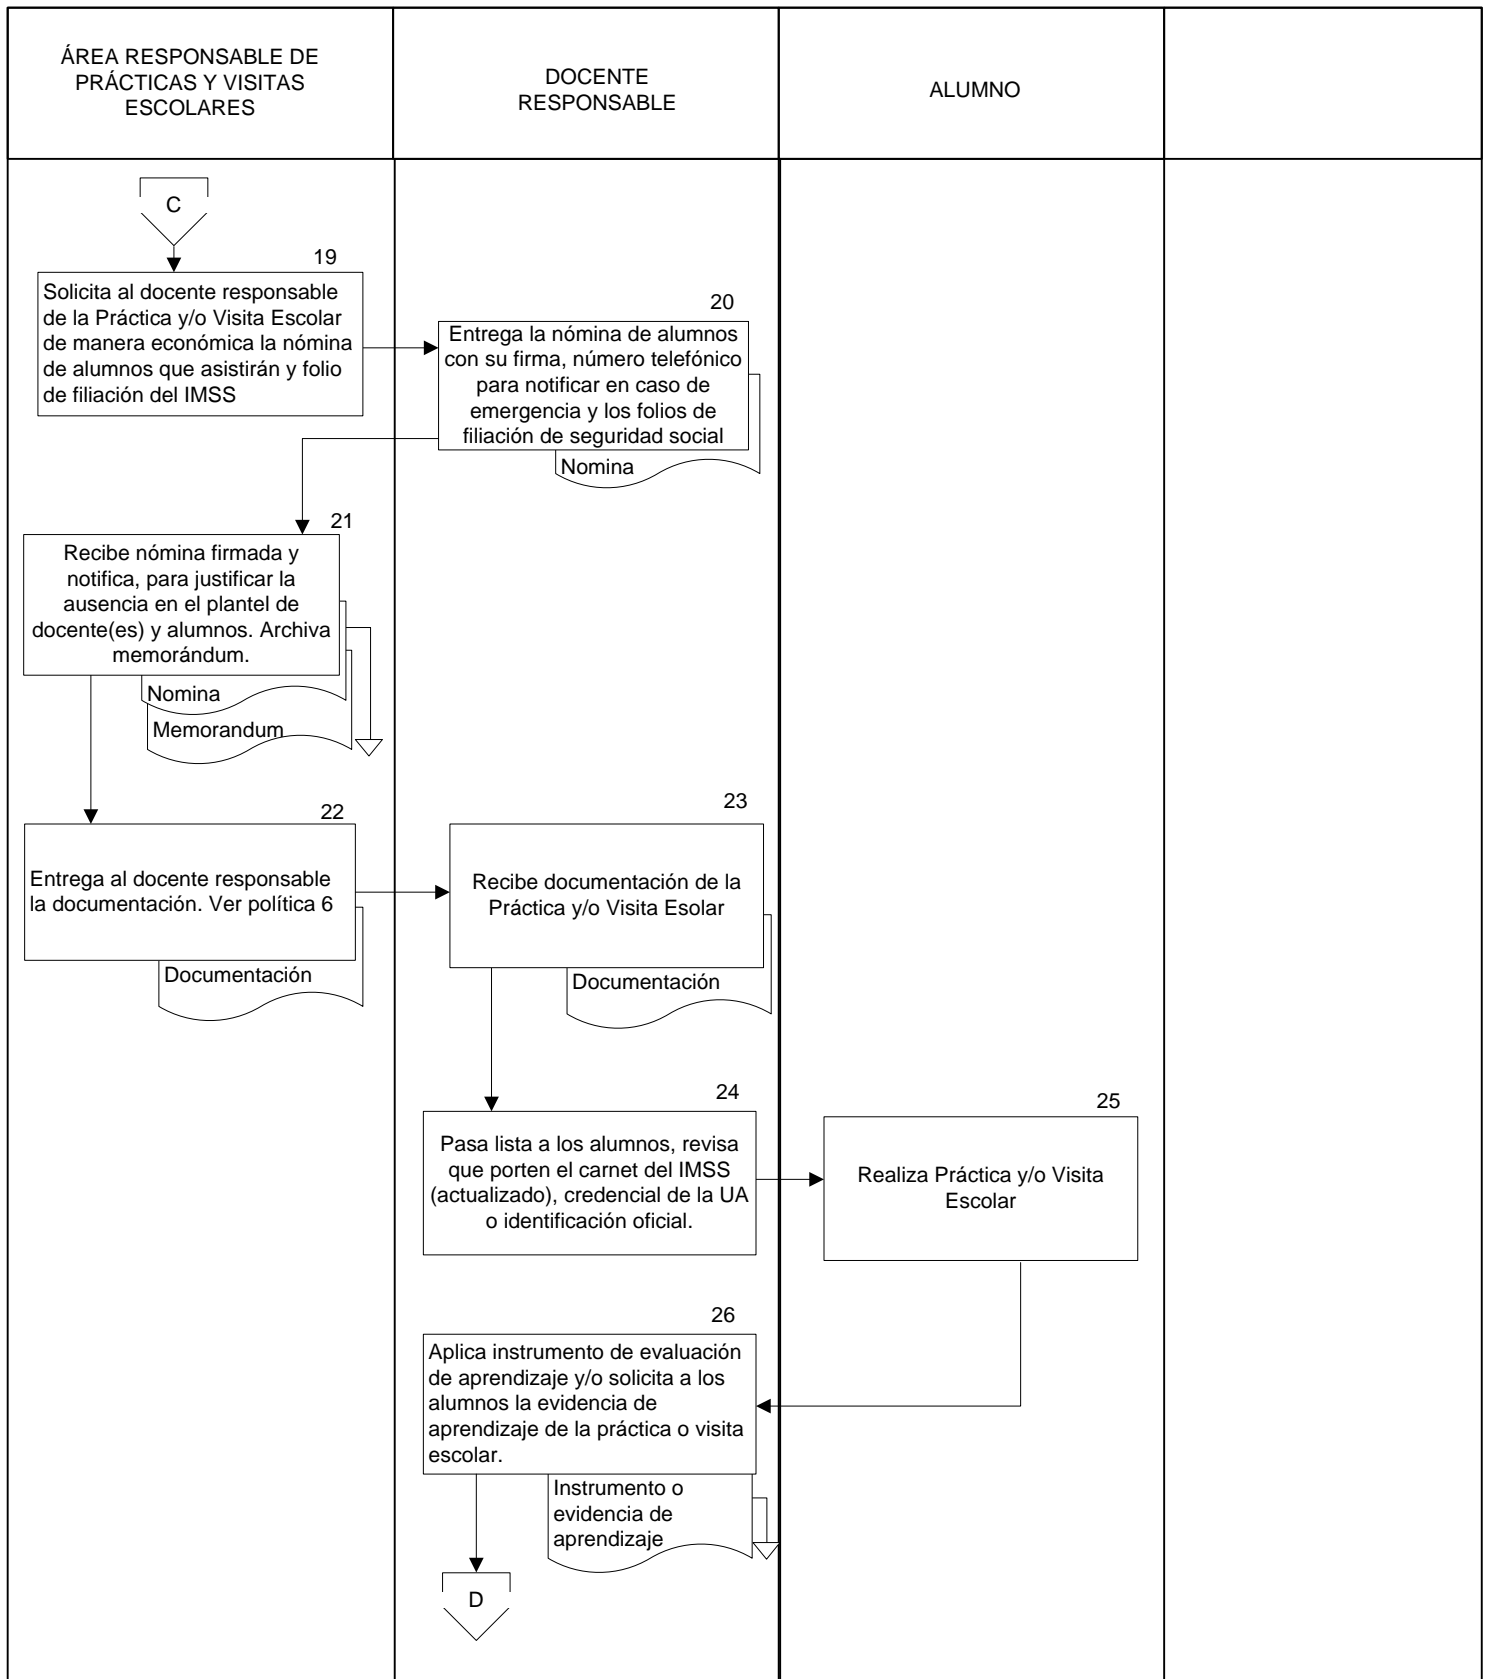 ÁREA RESPONSABLE DE
PRÁCTICAS Y VISITAS
ESCOLARES
DOCENTE
RESPONSABLE
ALUMNO
C
19
Solicita al docente responsable
de la Práctica y/o Visita Escolar
de manera económica la nómina
de alumnos que asistirán y folio
de filiación del IMSS
20
Entrega la nómina de alumnos
con su firma, número telefónico
para notificar en caso de
emergencia y los folios de
filiación de seguridad social
Nomina
21
Recibe nómina firmada y
notifica, para justificar la
ausencia en el plantel de
docente(es) y alumnos. Archiva
memorándum.
Nomina
Memorandum
22
Entrega al docente responsable
la documentación. Ver política 6
Documentación
23
Recibe documentación de la
Práctica y/o Visita Esolar
Documentación
24
Pasa lista a los alumnos, revisa
que porten el carnet del IMSS
(actualizado), credencial de la UA
o identificación oficial.
25
Realiza Práctica y/o Visita
Escolar
26
Aplica instrumento de evaluación
de aprendizaje y/o solicita a los
alumnos la evidencia de
aprendizaje de la práctica o visita
escolar.
Instrumento o
evidencia de
aprendizaje
D